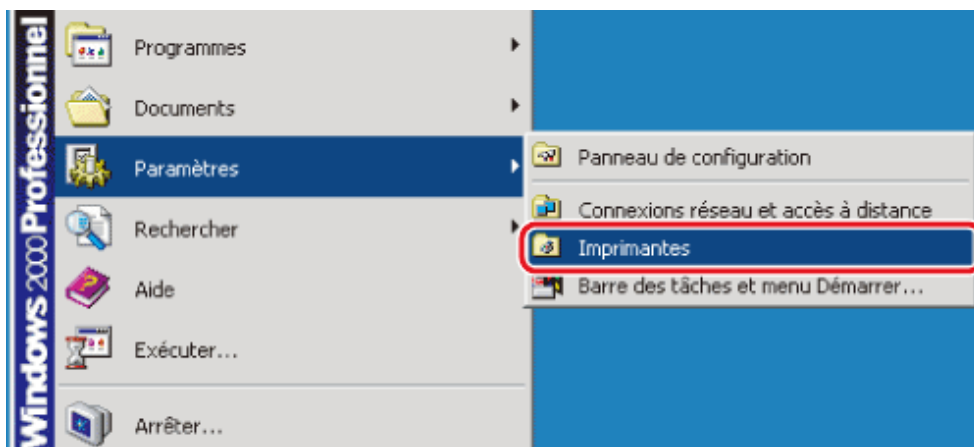 Windows 2000 Professionnel
Programmes
Documents
Paramètres
Rechercher
Aide
Exécuter...
Arrêter...
Panneau de configuration
Connexions réseau et accès à distance
Imprimantes
Barre des tâches et menu Démarrer...